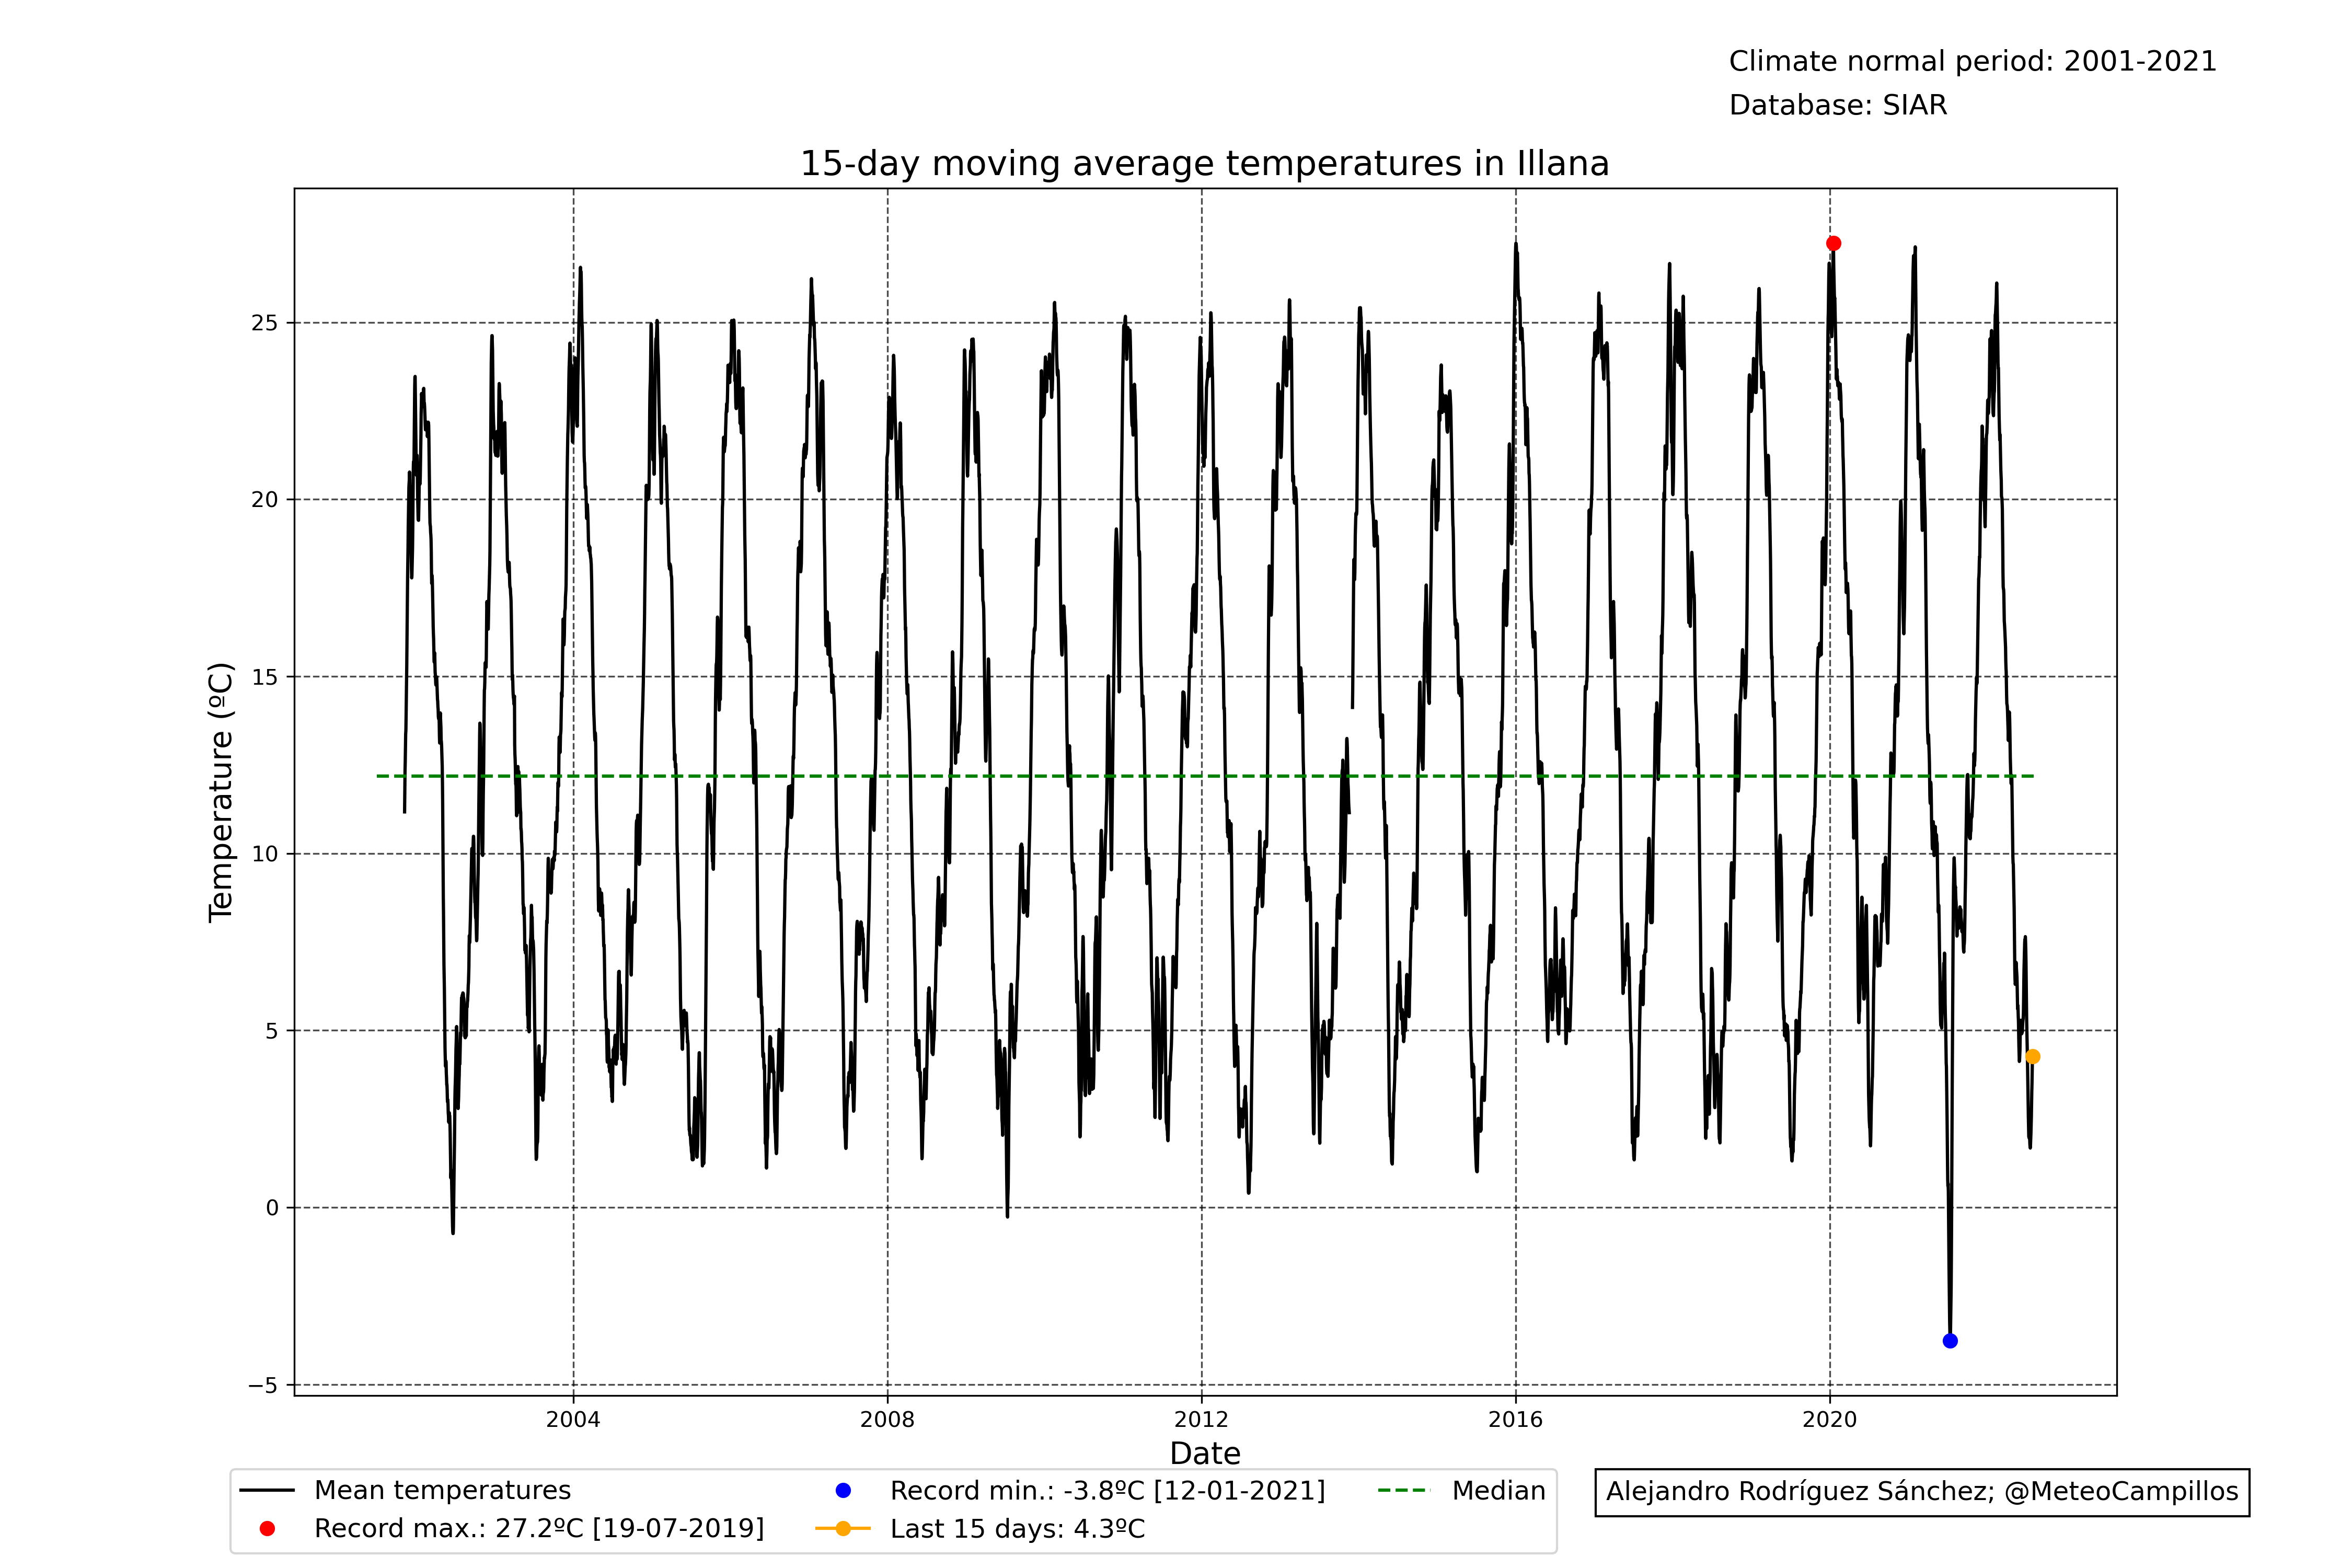 Climate normal period: 2001-2021
Database: SIAR
15-day moving average temperatures in Illana
Temperature (ºC)
25
20
15
10
5
0
−5
2004
2008
2012
2016
2020
Date
Mean temperatures
Record max.: 27.2ºC [19-07-2019]
Record min.: -3.8ºC [12-01-2021]
Last 15 days: 4.3ºC
Median
Alejandro Rodríguez Sánchez; @MeteoCampillos